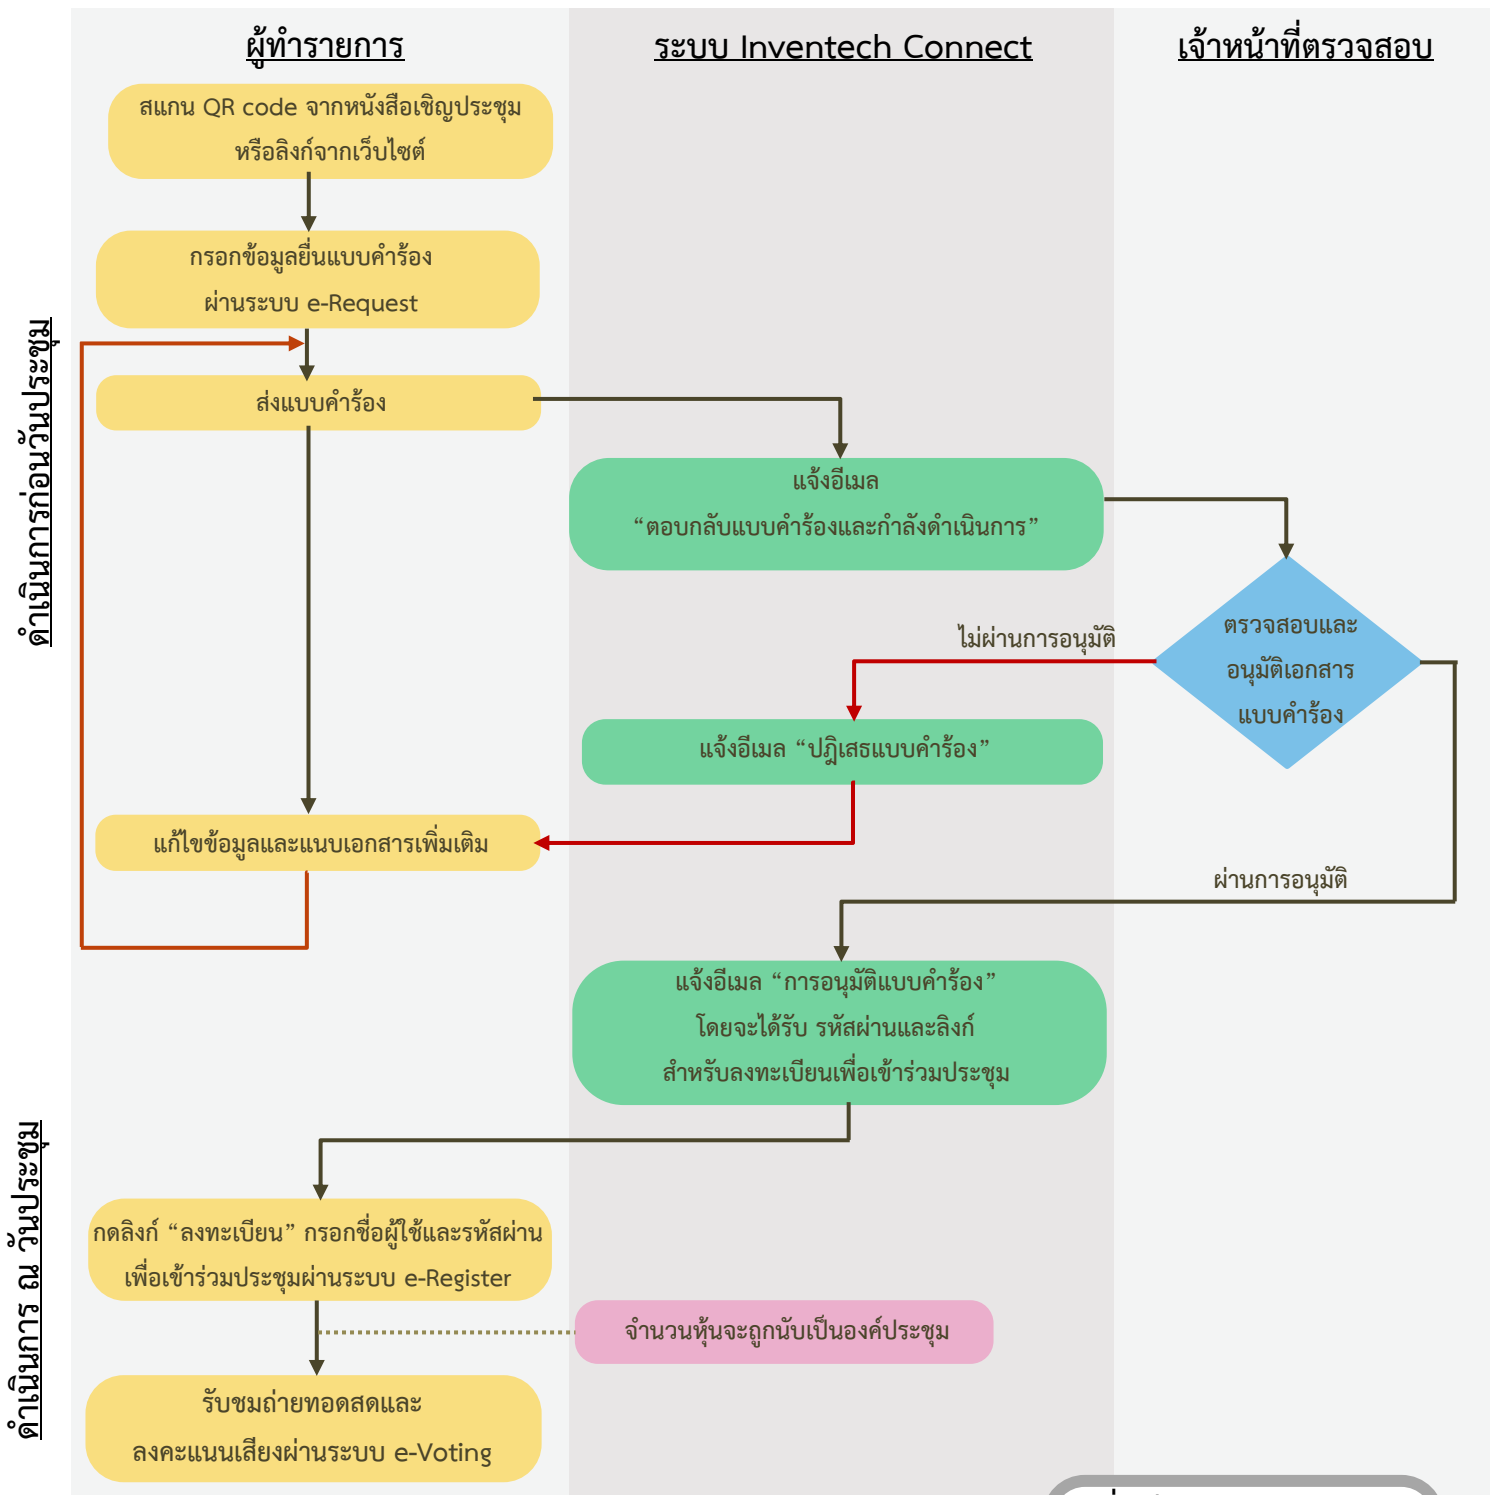 ผู้ทำรายการ
ระบบ Inventech Connect
เจ้าหน้าที่ตรวจสอบ
ดำเนินการก่อนวันประชุม
สแกน QR code จากหนังสือเชิญประชุม
หรือลิงก์จากเว็บไซต์
กรอกข้อมูลยื่นแบบคำร้อง
ผ่านระบบ e-Request
ส่งแบบคำร้อง
แจ้งอีเมล
“ตอบกลับแบบคำร้องและกำลังดำเนินการ”
ตรวจสอบและ
อนุมัติเอกสาร
แบบคำร้อง
ไม่ผ่านการอนุมัติ
แจ้งอีเมล “ปฎิเสธแบบคำร้อง”
แก้ไขข้อมูลและแนบเอกสารเพิ่มเติม
ผ่านการอนุมัติ
แจ้งอีเมล “การอนุมัติแบบคำร้อง”
โดยจะได้รับ รหัสผ่านและลิงก์
สำหรับลงทะเบียนเพื่อเข้าร่วมประชุม
ดำเนินการ ณ วันประชุม
กดลิงก์ “ลงทะเบียน” กรอกชื่อผู้ใช้และรหัสผ่าน
เพื่อเข้าร่วมประชุมผ่านระบบ e-Register
จำนวนหุ้นจะถูกนับเป็นองค์ประชุม
รับชมถ่ายทอดสดและ
ลงคะแนนเสียงผ่านระบบ e-Voting